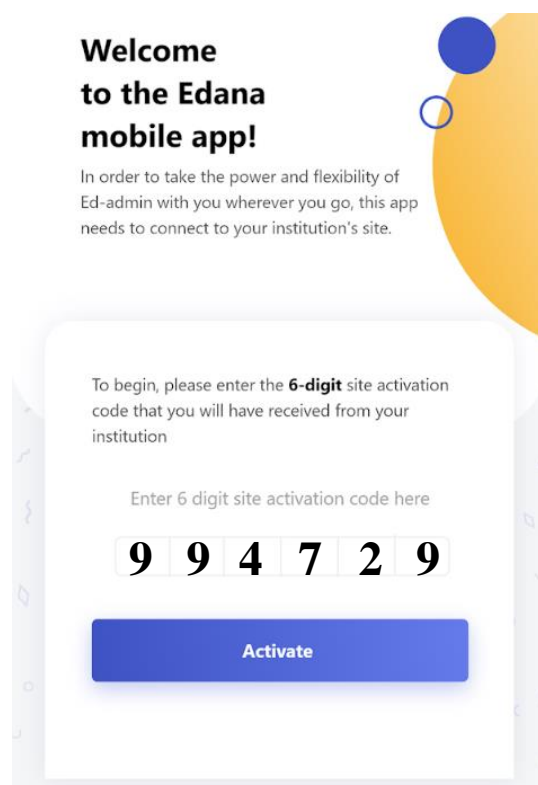 Welcome
to the Edana
mobile app!
In order to take the power and flexibility of
Ed-admin with you wherever you go, this app
needs to connect to your institution's site.
To begin, please enter the 6-digit site activation
code that you will have received from your
institution
Enter 6 digit site activation code here
9 9 4 7 2 9
Activate